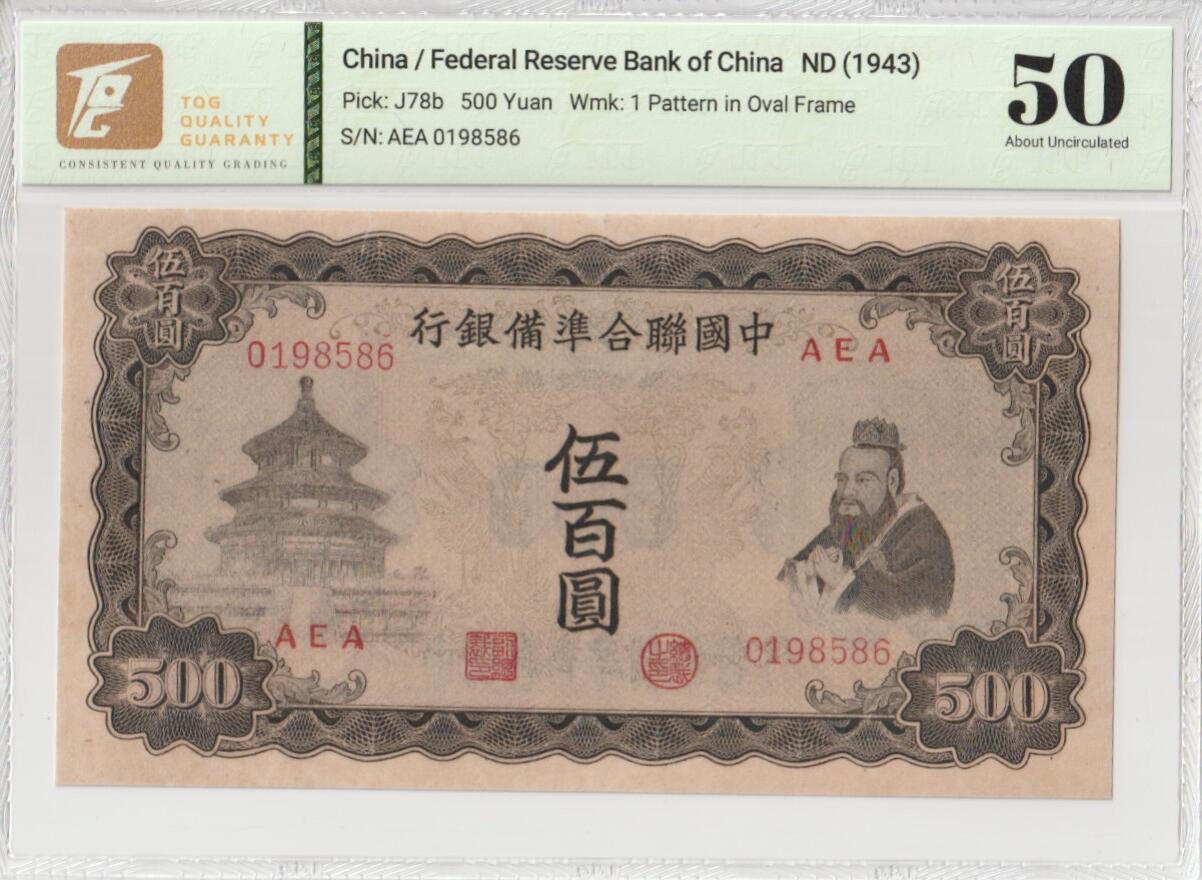 TQG
QUALITY
GUARANTY
CONSISTENT QUALITY GRADING
China / Federal Reserve Bank of China ND (1943)
Pick: J78b 500 Yuan Wmk: 1 Pattern in Oval Frame
S/N: AEA 0198586
50
About Uncirculated
伍百圓
伍百圓
行銀備準合聯國中
0198586
AEA
伍百圓
AEA
0198586
500
500